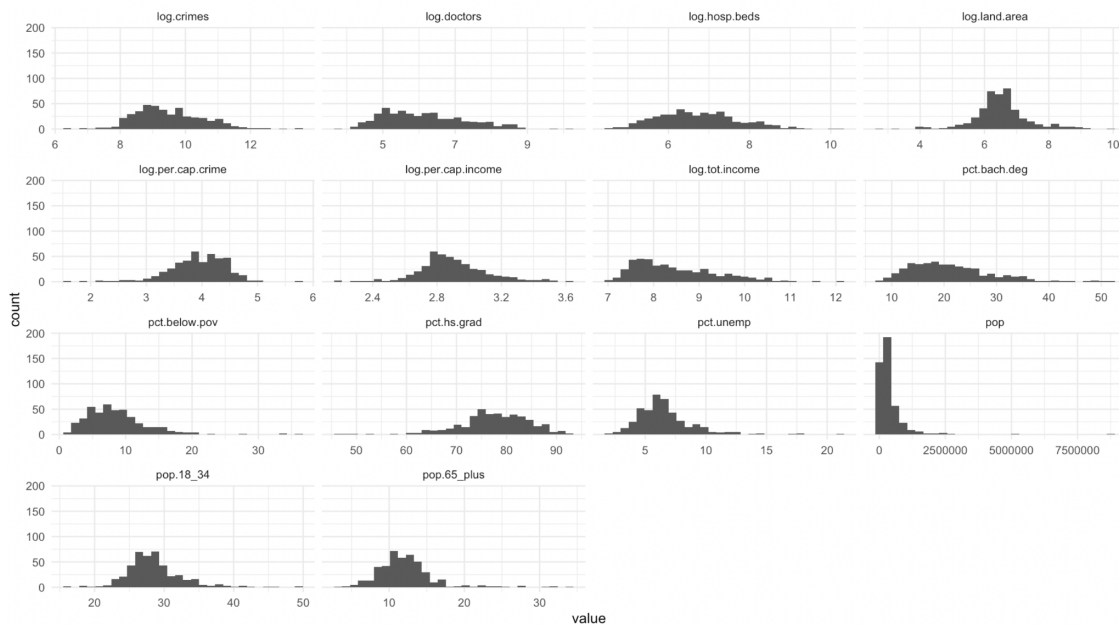 log.crimes log.doctors log.hosp.beds log.land.area
200
150
100
50
0
6 8 10 12 5 7 9 6 8 10 4 6 8 10
log.per.cap.crime log.per.cap.income log.tot.income pct.bach.deg
200
150
100
50
0
2 3 4 5 6 2.4 2.8 3.2 3.6 7 8 9 10 11 12 10 20 30 40 50
count
pct.below.pov pct.hs.grad pct.unemp pop
200
150
100
50
0
0 10 20 30 50 60 70 80 90 5 10 15 20 0 2500000 5000000 7500000
pop.18_34 pop.65_plus
200
150
100
50
0
20 30 40 50 10 20 30
value